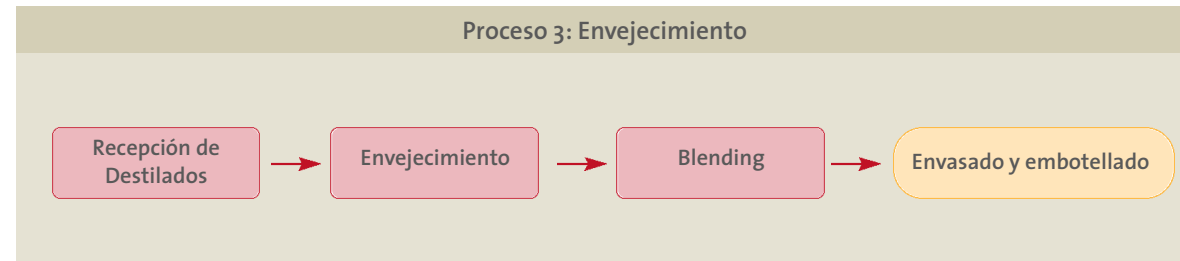 Proceso 3: Envejecimiento
Recepción de
Destilados
Envejecimiento
Blending
Envasado y embotellado